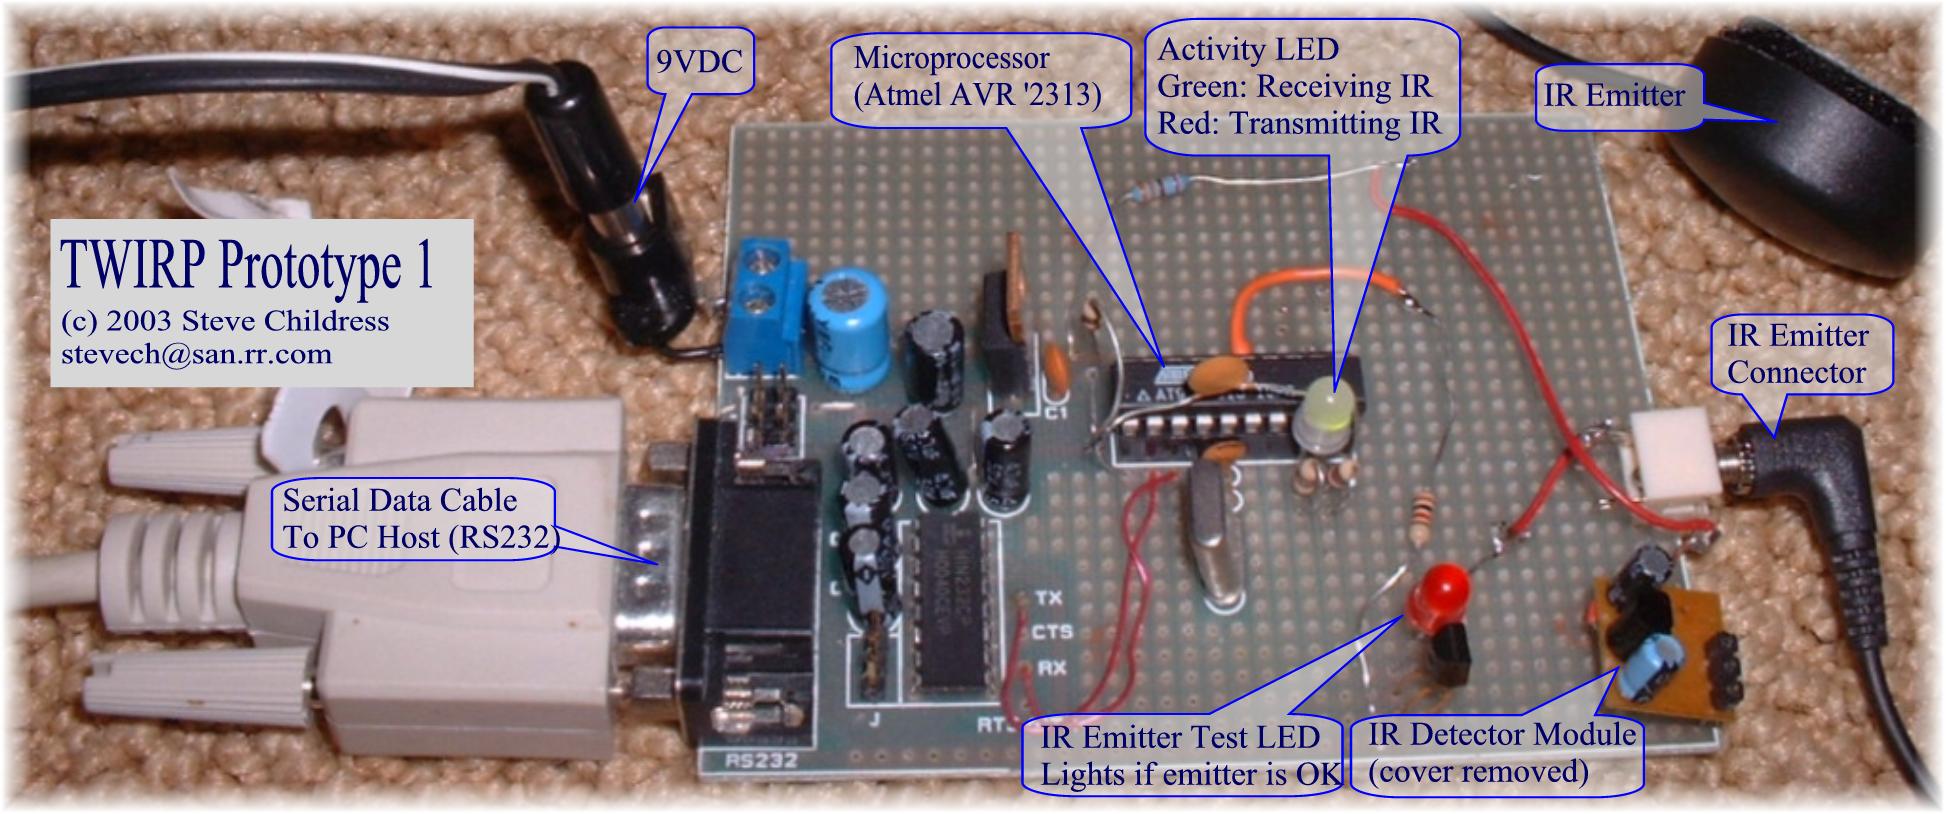 9VDC
Microprocessor
(Atmel AVR '2313)
Activity LED
Green: Receiving IR
Red: Transmitting IR
IR Emitter
TWIRP Prototype 1
(c) 2003 Steve Childress
stevech@san.rr.com
IR Emitter
Connector
C1
Serial Data Cable
To PC Host (RS232)
TX
CTS
RX
J
RS232
IR Emitter Test LED
Lights if emitter is OK
IR Detector Module
(cover removed)